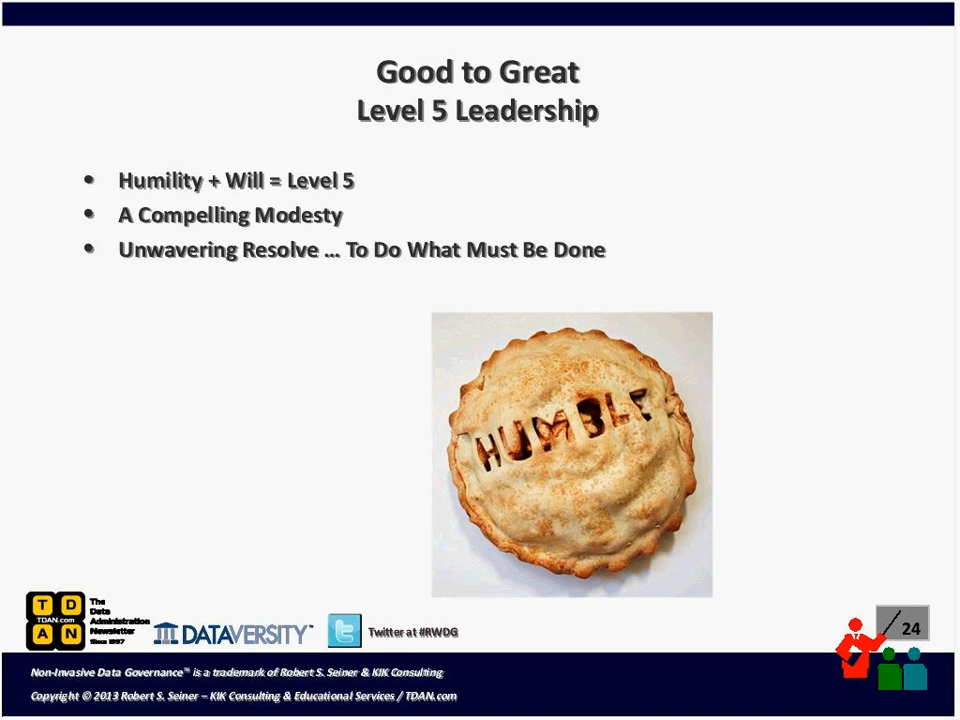 Good to Great
Level 5 Leadership
• Humility + Will = Level 5
• A Compelling Modesty
• Unwavering Resolve … To Do What Must Be Done
HUMBLE
T D
TDAN.com
A N
The
Data
Administration
Newsletter
Since 1997
DATAVERSITY™
Twitter at #RWDG
24
Non-Invasive Data Governance™ is a trademark of Robert S. Seiner & KIK Consulting
Copyright © 2013 Robert S. Seiner – KIK Consulting & Educational Services / TDAN.com